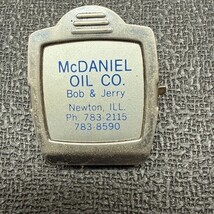 McDANIEL
OIL CO.
Bob & Jerry
Newton, ILL.
Ph. 783-2115
783-8590